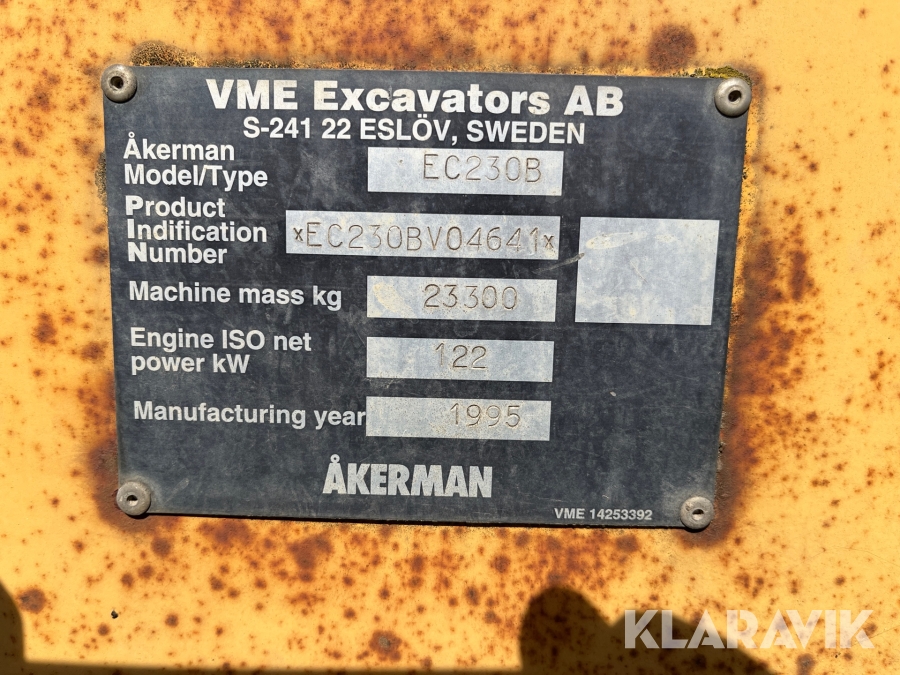 VME Excavators AB
S-241 22 ESLÖV, SWEDEN
Åkerman
Model/Type
EC230B
Product
Indification
Number
*EC230BV04641*
Machine mass kg
23300
Engine ISO net
power kW
122
Manufacturing year
1995
ÅKERMAN
VME 14253392
KLARAVIK